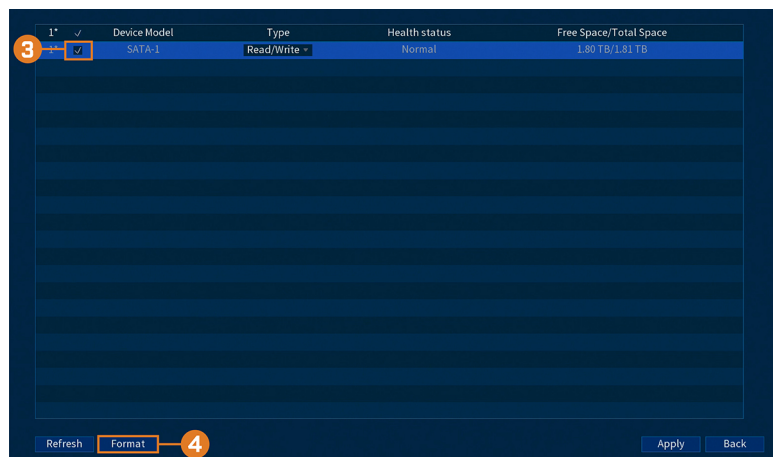 1* ✓ Device Model Type Health status Free Space/Total Space
3 1* ✓ SATA-1 Read/Write Normal 1.80 TB/1.81 TB
Refresh Format 4 Apply Back